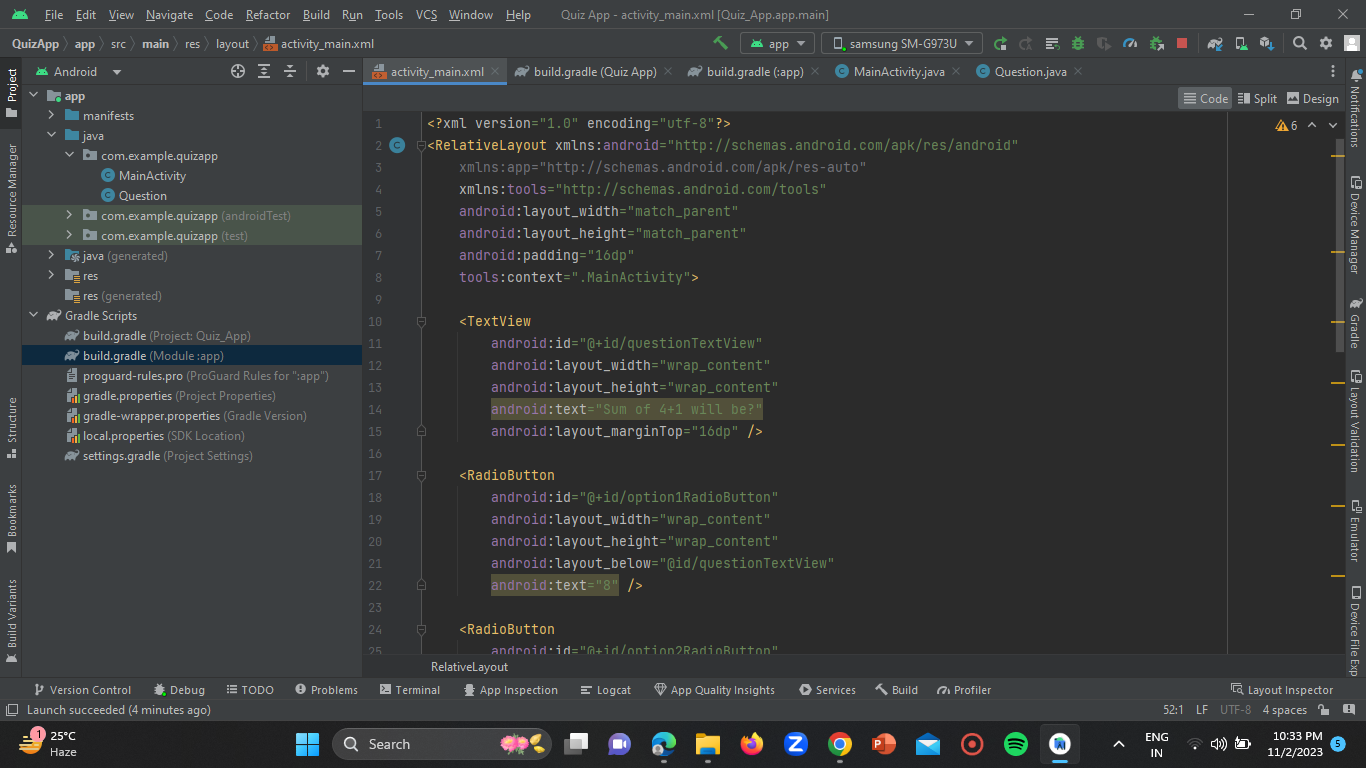 File Edit View Navigate Code Refactor Build Run Tools VCS Window Help Quiz App - activity_main.xml [Quiz_App.app.main]
QuizApp app src main res layout activity_main.xml app samsung SM-G973U
Project
Resource Manager
Structure
Bookmarks
Build Variants
Android
app
manifests
java
com.example.quizapp
MainActivity
Question
com.example.quizapp (androidTest)
com.example.quizapp (test)
java (generated)
res
res (generated)
Gradle Scripts
build.gradle (Project: Quiz_App)
build.gradle (Module :app)
proguard-rules.pro (ProGuard Rules for ":app")
gradle.properties (Project Properties)
gradle-wrapper.properties (Gradle Version)
local.properties (SDK Location)
settings.gradle (Project Settings)
activity_main.xml build.gradle (Quiz App) build.gradle (:app) MainActivity.java Question.java
Code Split Design
6
1 <?xml version="1.0" encoding="utf-8"?>
2 <RelativeLayout xmlns:android="http://schemas.android.com/apk/res/android"
3 xmlns:app="http://schemas.android.com/apk/res-auto"
4 xmlns:tools="http://schemas.android.com/tools"
5 android:layout_width="match_parent"
6 android:layout_height="match_parent"
7 android:padding="16dp"
8 tools:context=".MainActivity">
9
10 <TextView
11 android:id="@+id/questionTextView"
12 android:layout_width="wrap_content"
13 android:layout_height="wrap_content"
14 android:text="Sum of 4+1 will be?"
15 android:layout_marginTop="16dp" />
16
17 <RadioButton
18 android:id="@+id/option1RadioButton"
19 android:layout_width="wrap_content"
20 android:layout_height="wrap_content"
21 android:layout_below="@id/questionTextView"
22 android:text="8" />
23
24 <RadioButton
25 android:id="@+id/option2RadioButton"
RelativeLayout
Notifications
Device Manager
Gradle
Layout Validation
Emulator
Device File Exp
Version Control Debug TODO Problems Terminal App Inspection Logcat App Quality Insights Services Build Profiler Layout Inspector
Launch succeeded (4 minutes ago) 52:1 LF UTF-8 4 spaces
1
25°C
Haze
Search
ENG
IN
10:33 PM
11/2/2023
5